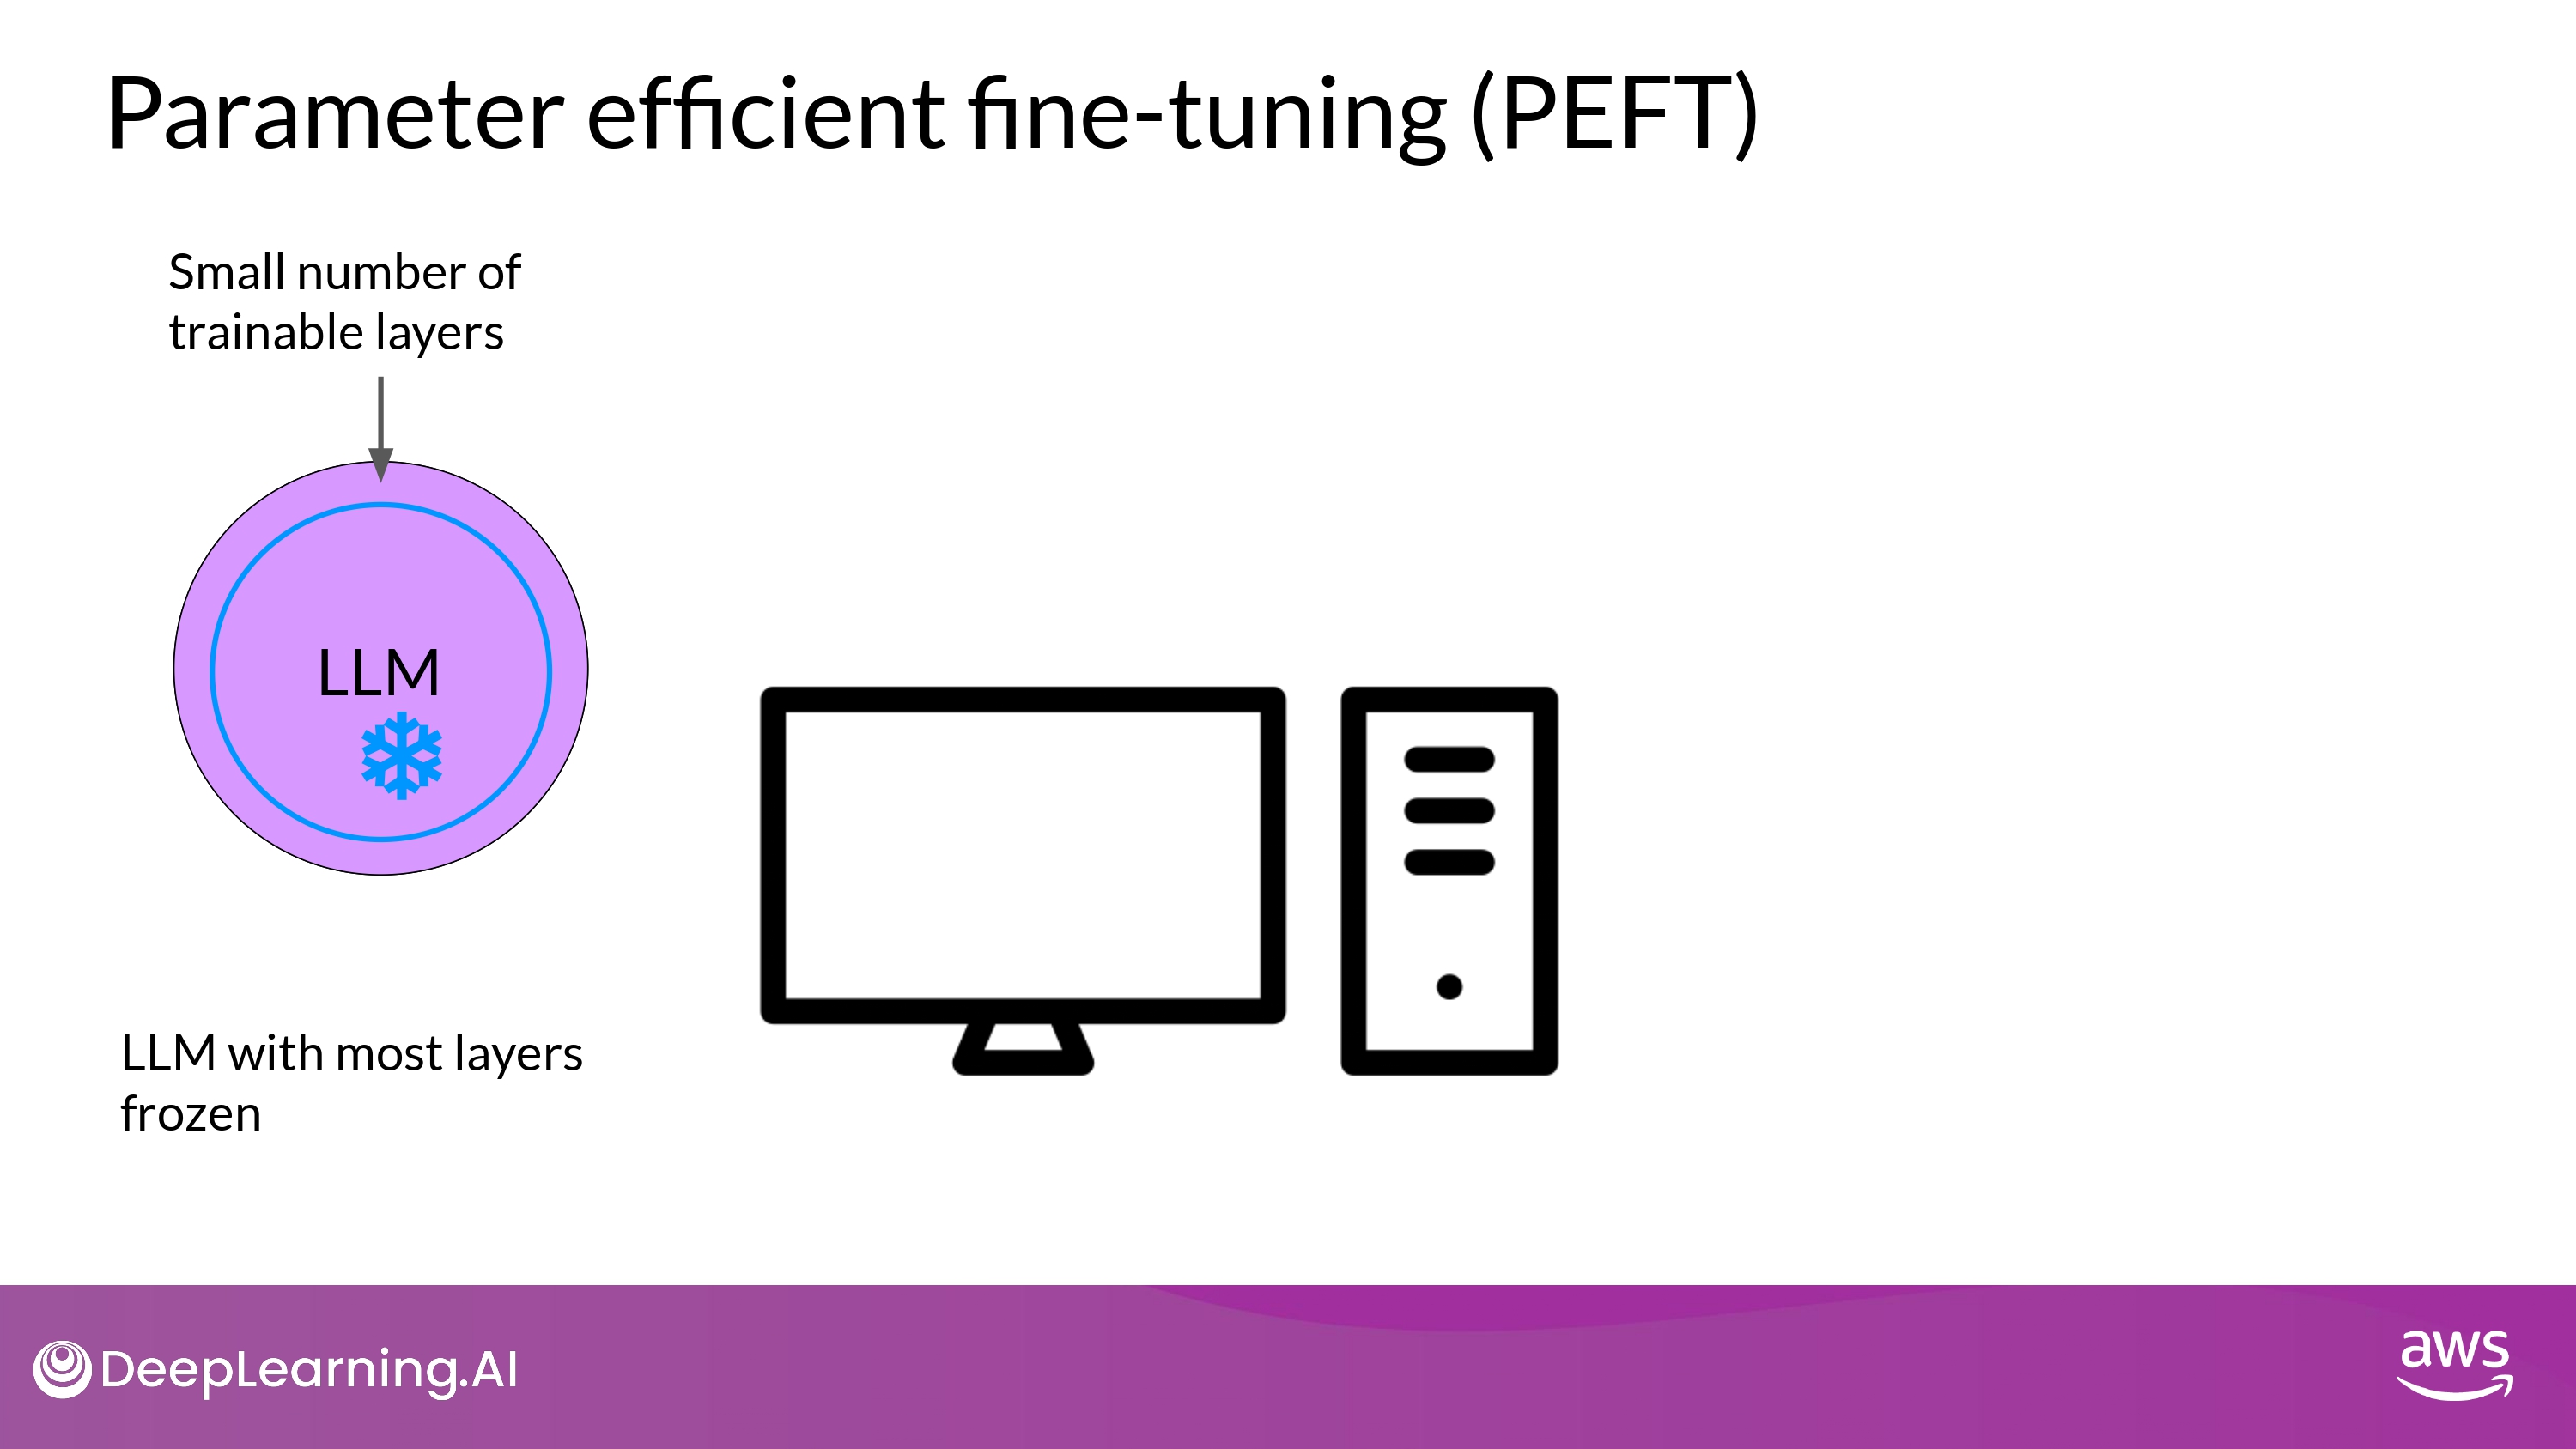 Parameter efficient fine-tuning (PEFT)
Small number of
trainable layers
LLM
LLM with most layers
frozen
DeepLearning.AI
aws